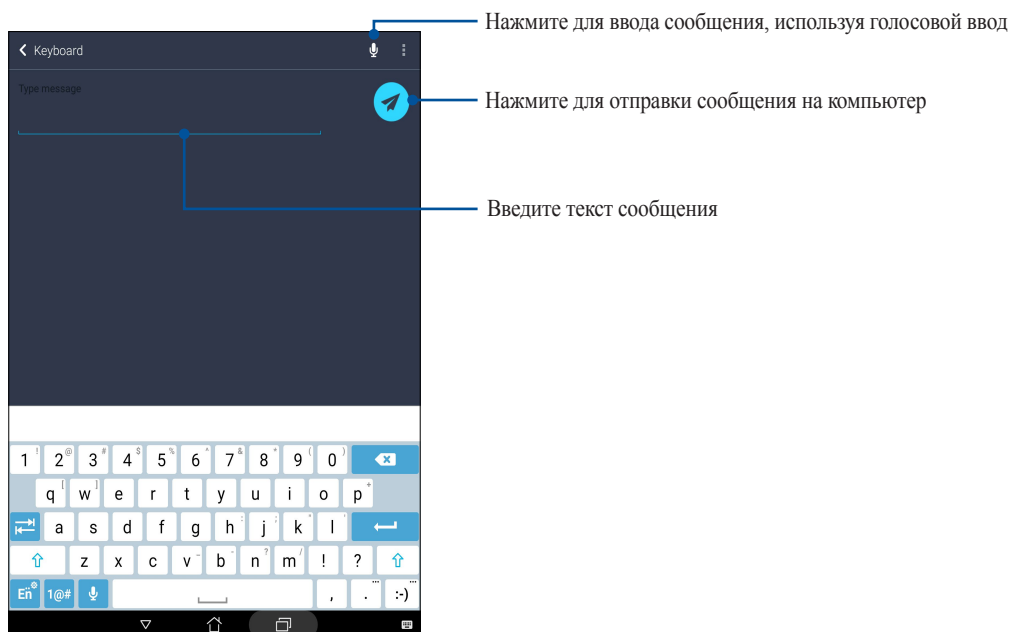 Нажмите для ввода сообщения, используя голосовой ввод
Keyboard
Type message
Нажмите для отправки сообщения на компьютер
Введите текст сообщения
1 ! 2 @ 3 # 4 $ 5 % 6 ^ 7 & 8 * 9 ( 0 )
q [ w ] e r t y u i o p +
a s d f g h : j ; k " l '
z x c v - b - n ? m / ! ?
En 1@# , . ... :-) ...